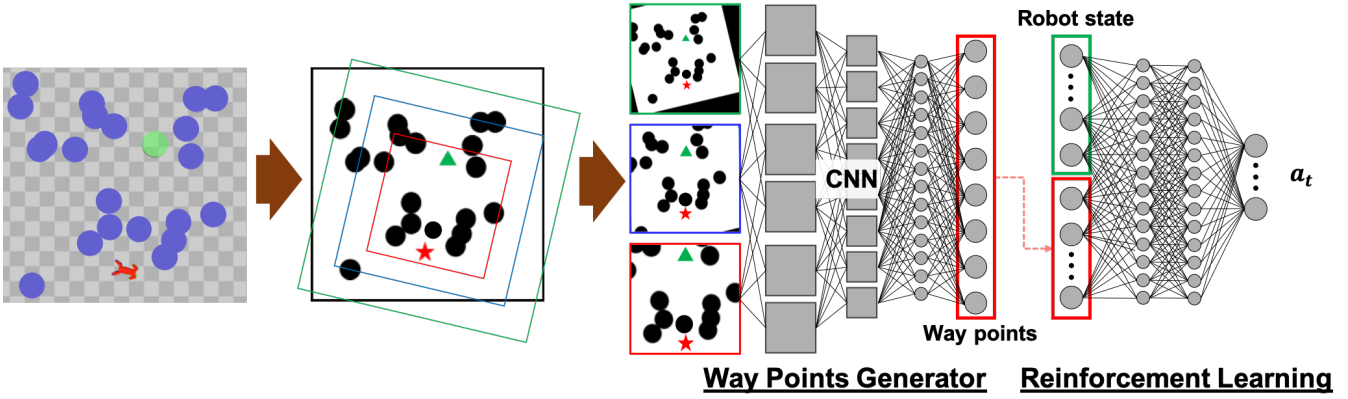 Robot state
CNN
a_t
Way points
Way Points Generator
Reinforcement Learning